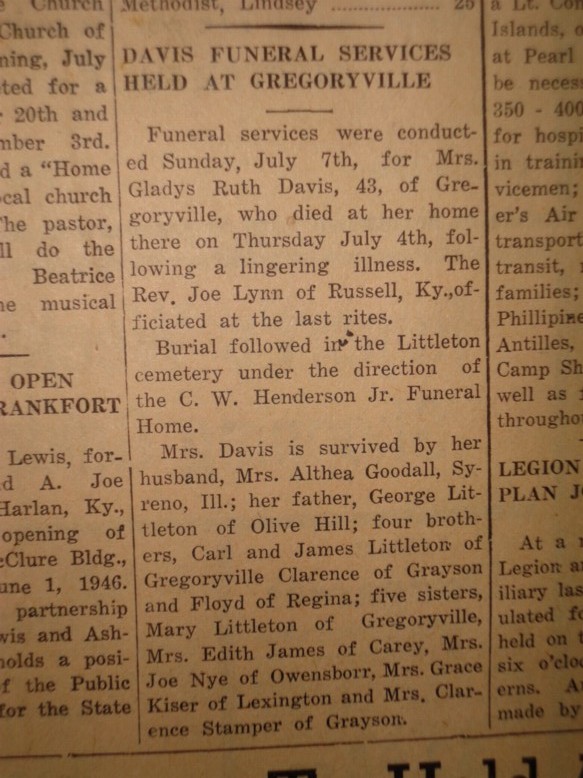 Church
Church of
ning, July
ted for a
20th and
mber 3rd.
d a "Home
ocal church
The pastor,
ll do the
Beatrice
ne musical
OPEN
RANKFORT
Lewis, for-
d A. Joe
Harlan, Ky.,
opening of
cClure Bldg.,
une 1, 1946.
partnership
wis and Ash-
holds a posi-
f the Public
for the State
Methodist, Lindsey .................... 25
DAVIS FUNERAL SERVICES
HELD AT GREGORYVILLE
Funeral services were conduct-
ed Sunday, July 7th, for Mrs.
Gladys Ruth Davis, 43, of Gre-
goryville, who died at her home
there on Thursday July 4th, fol-
lowing a lingering illness. The
Rev. Joe Lynn of Russell, Ky.,of-
ficiated at the last rites.
Burial followed in the Littleton
cemetery under the direction of
the C. W. Henderson Jr. Funeral
Home.
Mrs. Davis is survived by her
husband, Mrs. Althea Goodall, Sy-
reno, Ill.; her father, George Lit-
tleton of Olive Hill; four broth-
ers, Carl and James Littleton of
Gregoryville Clarence of Grayson
and Floyd of Regina; five sisters,
Mary Littleton of Gregoryville,
Mrs. Edith James of Carey, Mrs.
Joe Nye of Owensborr, Mrs. Grace
Kiser of Lexington and Mrs. Clar-
ence Stamper of Grayson.
a Lt. Com
Islands, o
at Pearl
be neces
350 - 400
for hospi
in trainin
vicemen;
er's Air
transport
transit,
families;
Phillipine
Antilles,
Camp Sh
well as
throughou
LEGION
PLAN J
At a
Legion a
iliary las
ulated fo
held on t
six o'cloc
erns. A
made by